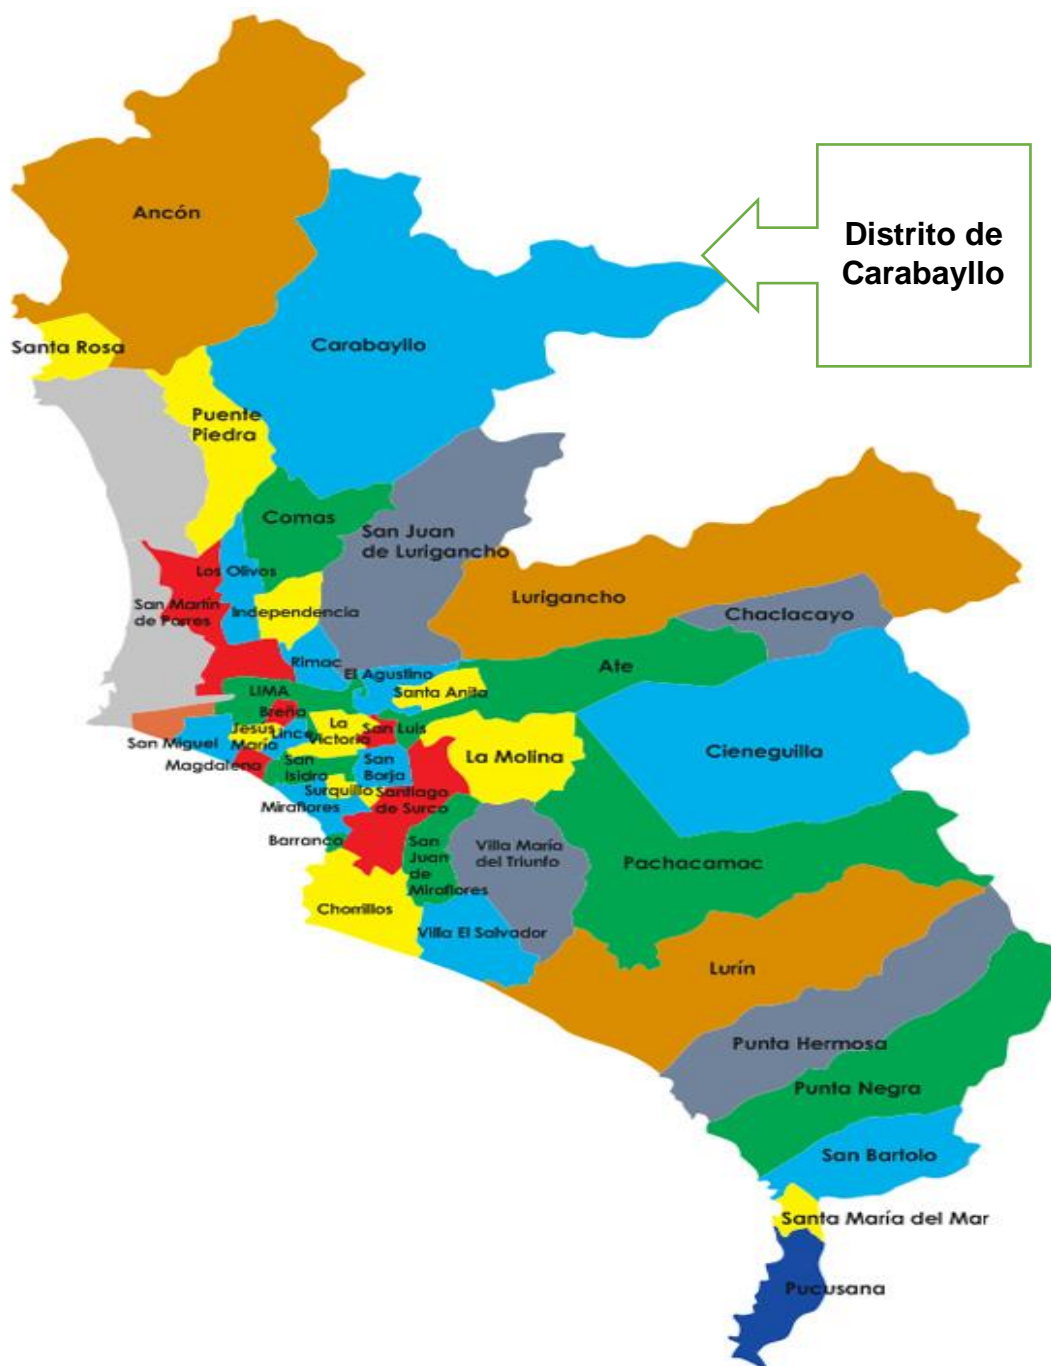 Ancón
Distrito de
Carabayllo
Santa Rosa
Carabayllo
Puente
Piedra
Comas
San Juan
de Lurigancho
Los Olivos
Lurigancho
San Martín
de Porres
Independencia
Chaclacayo
Rimac
El Agustino
Ate
LIMA
Santa Anita
Breña
La
Victoria
San Luis
Jesus
María
Lince
San Miguel
Magdalena
San
Isidro
San
Borja
La Molina
Cieneguilla
Surquillo
Santiago
de Surco
Miraflores
Barranco
San
Juan
de
Miraflores
Villa María
del Triunfo
Pachacamac
Chorrillos
Villa El Salvador
Lurín
Punta Hermosa
Punta Negra
San Bartolo
Santa María del Mar
Pucusana